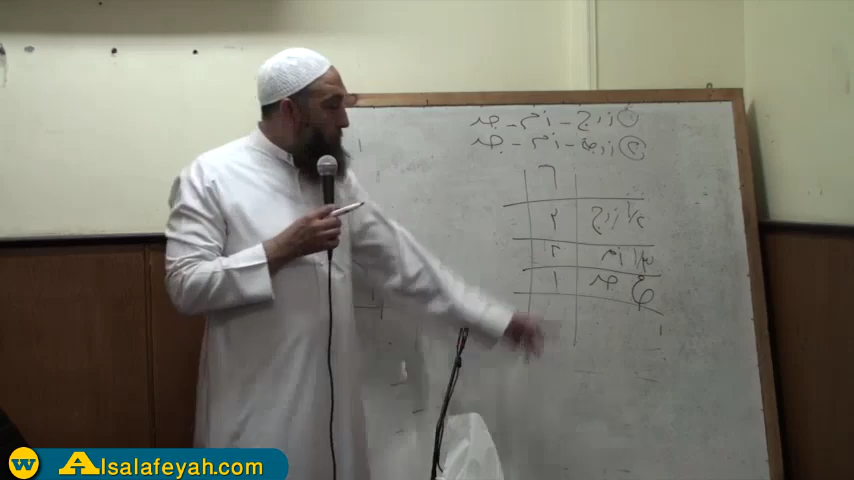 ① زوج - أم - جد
② زوجة - أم - جد
٦
١/٢ زوج ٣
١/٣ أم ٢
ع جد ١
Alsalafeyah.com
W